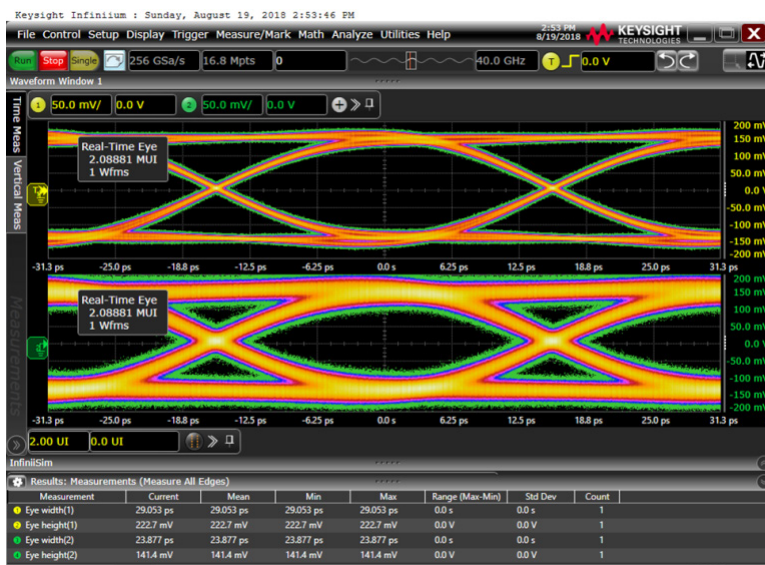 Keysight Infiniium : Sunday, August 19, 2018 2:53:46 PM
File Control Setup Display Trigger Measure/Mark Math Analyze Utilities Help
2:53 PM
8/19/2018
KEYSIGHT
TECHNOLOGIES
Run Stop Single 256 GSa/s 16.8 Mpts 0 40.0 GHz T 0.0 V
Waveform Window 1
Time Meas
Vertical Meas
Measurements
1 50.0 mV/ 0.0 V 2 50.0 mV/ 0.0 V
Real-Time Eye
2.08881 MUI
1 Wfms
200 mV
150 mV
100 mV
50.0 mV
0.0 V
-50.0 mV
-100 mV
-150 mV
-200 mV
-31.3 ps -25.0 ps -18.8 ps -12.5 ps -6.25 ps 0.0 s 6.25 ps 12.5 ps 18.8 ps 25.0 ps 31.3 ps
Real-Time Eye
2.08881 MUI
1 Wfms
200 mV
150 mV
100 mV
50.0 mV
0.0 V
-50.0 mV
-100 mV
-150 mV
-200 mV
-31.3 ps -25.0 ps -18.8 ps -12.5 ps -6.25 ps 0.0 s 6.25 ps 12.5 ps 18.8 ps 25.0 ps 31.3 ps
2.00 UI 0.0 UI
InfiniiSim
Results: Measurements (Measure All Edges)
Measurement Current Mean Min Max Range (Max-Min) Std Dev Count
Eye width(1) 29.053 ps 29.053 ps 29.053 ps 29.053 ps 0.0 s 0.0 s 1
Eye height(1) 222.7 mV 222.7 mV 222.7 mV 222.7 mV 0.0 V 0.0 V 1
Eye width(2) 23.877 ps 23.877 ps 23.877 ps 23.877 ps 0.0 s 0.0 s 1
Eye height(2) 141.4 mV 141.4 mV 141.4 mV 141.4 mV 0.0 V 0.0 V 1